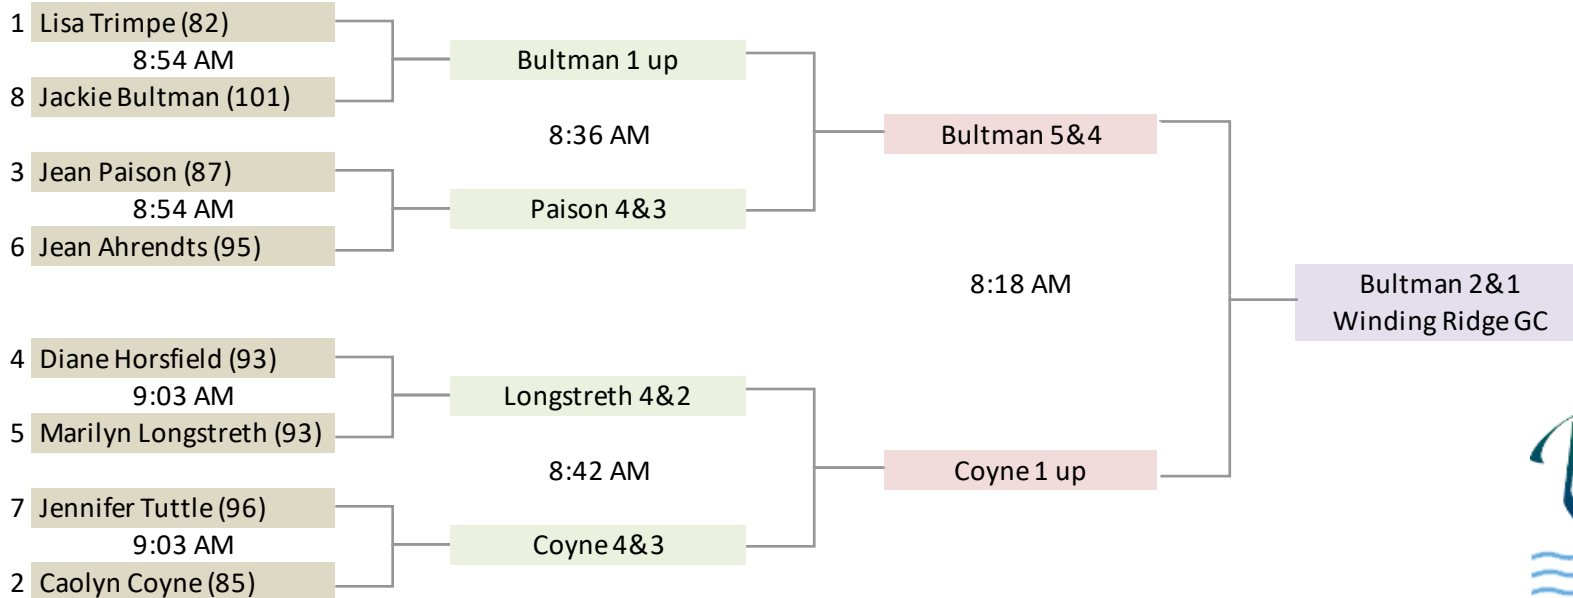 1 Lisa Trimpe (82)
8:54 AM
8 Jackie Bultman (101)
3 Jean Paison (87)
8:54 AM
6 Jean Ahrendts (95)
4 Diane Horsfield (93)
9:03 AM
5 Marilyn Longstreth (93)
7 Jennifer Tuttle (96)
9:03 AM
2 Caolyn Coyne (85)
Bultman 1 up
8:36 AM
Paison 4&3
Longstreth 4&2
8:42 AM
Coyne 4&3
Bultman 5&4
8:18 AM
Coyne 1 up
Bultman 2&1
Winding Ridge GC